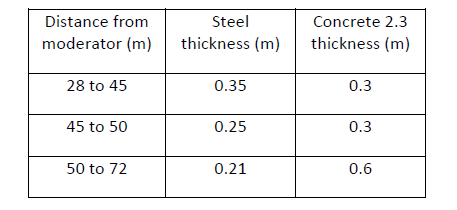 Distance from moderator (m) Steel thickness (m) Concrete 2.3 thickness (m)
28 to 45 0.35 0.3
45 to 50 0.25 0.3
50 to 72 0.21 0.6